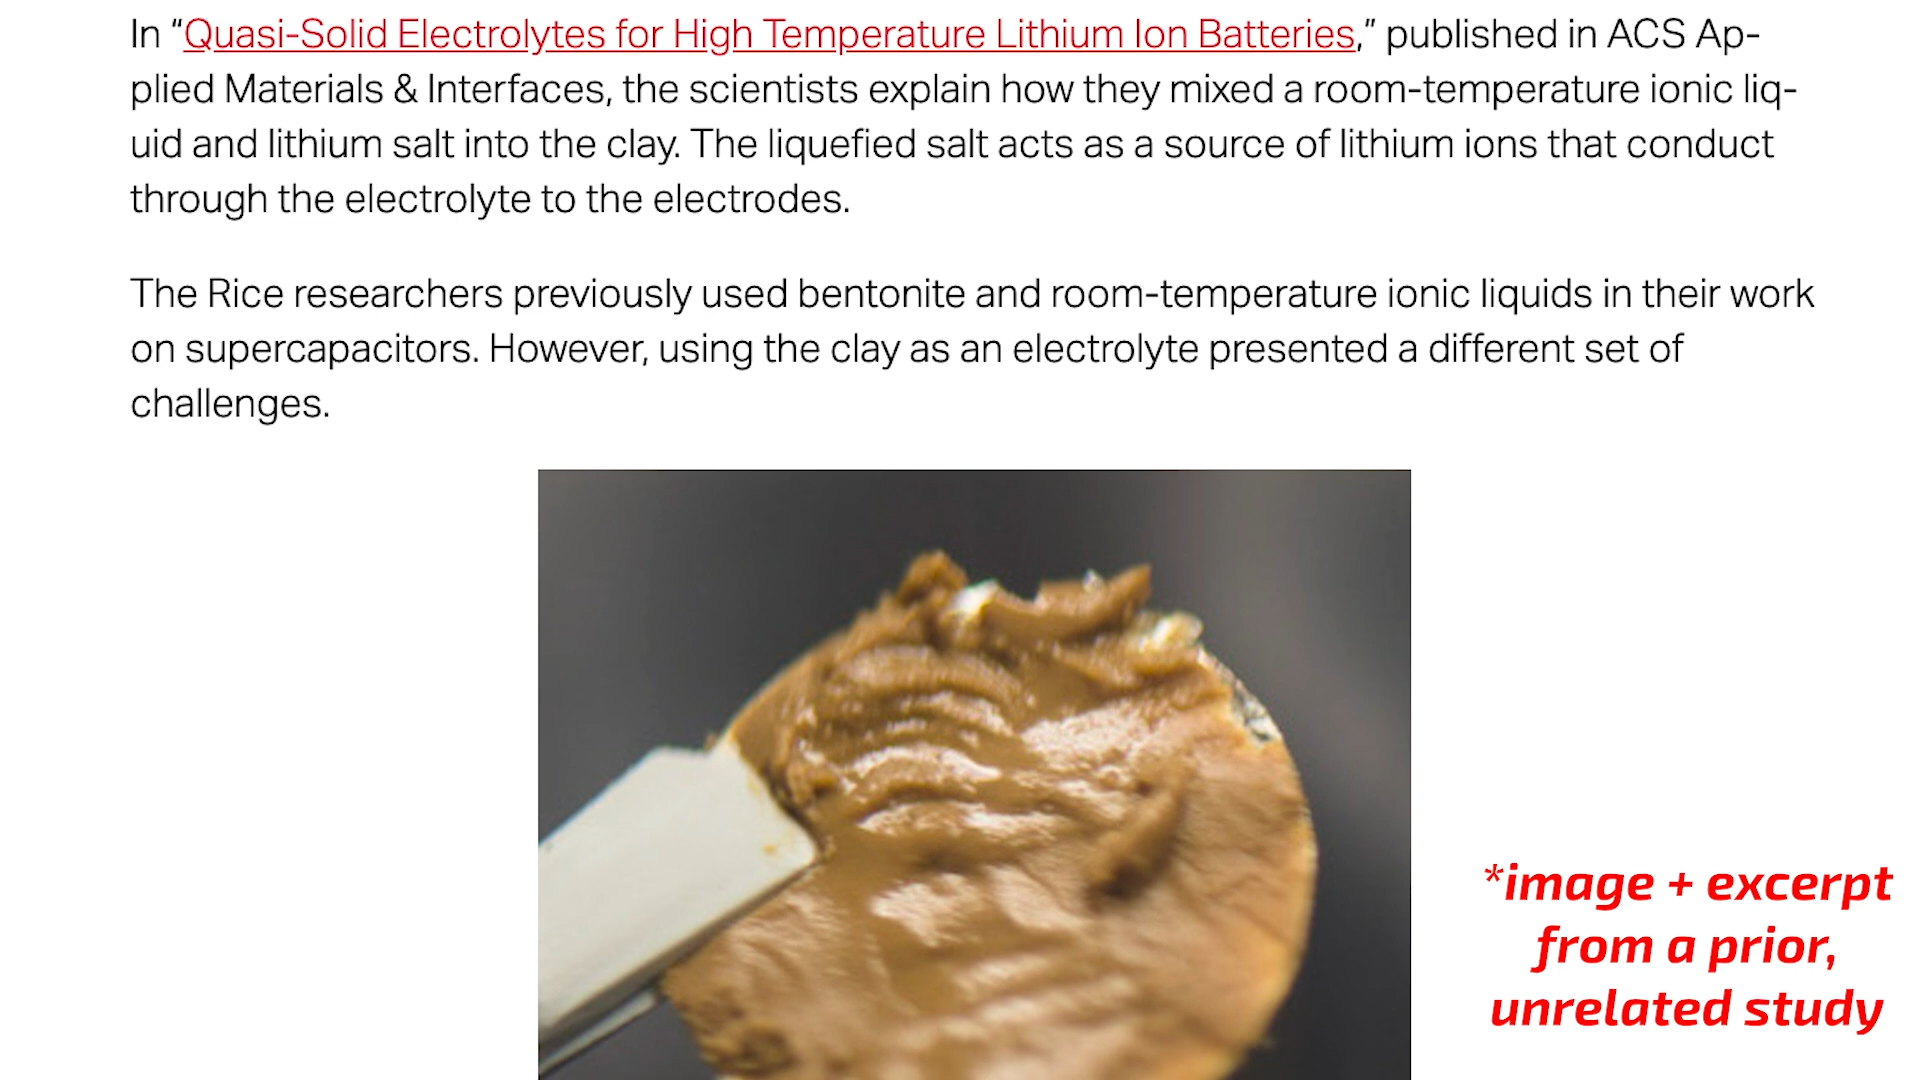 In “Quasi-Solid Electrolytes for High Temperature Lithium Ion Batteries,” published in ACS Ap-
plied Materials & Interfaces, the scientists explain how they mixed a room-temperature ionic liq-
uid and lithium salt into the clay. The liquefied salt acts as a source of lithium ions that conduct
through the electrolyte to the electrodes.
The Rice researchers previously used bentonite and room-temperature ionic liquids in their work
on supercapacitors. However, using the clay as an electrolyte presented a different set of
challenges.
*image + excerpt
from a prior,
unrelated study